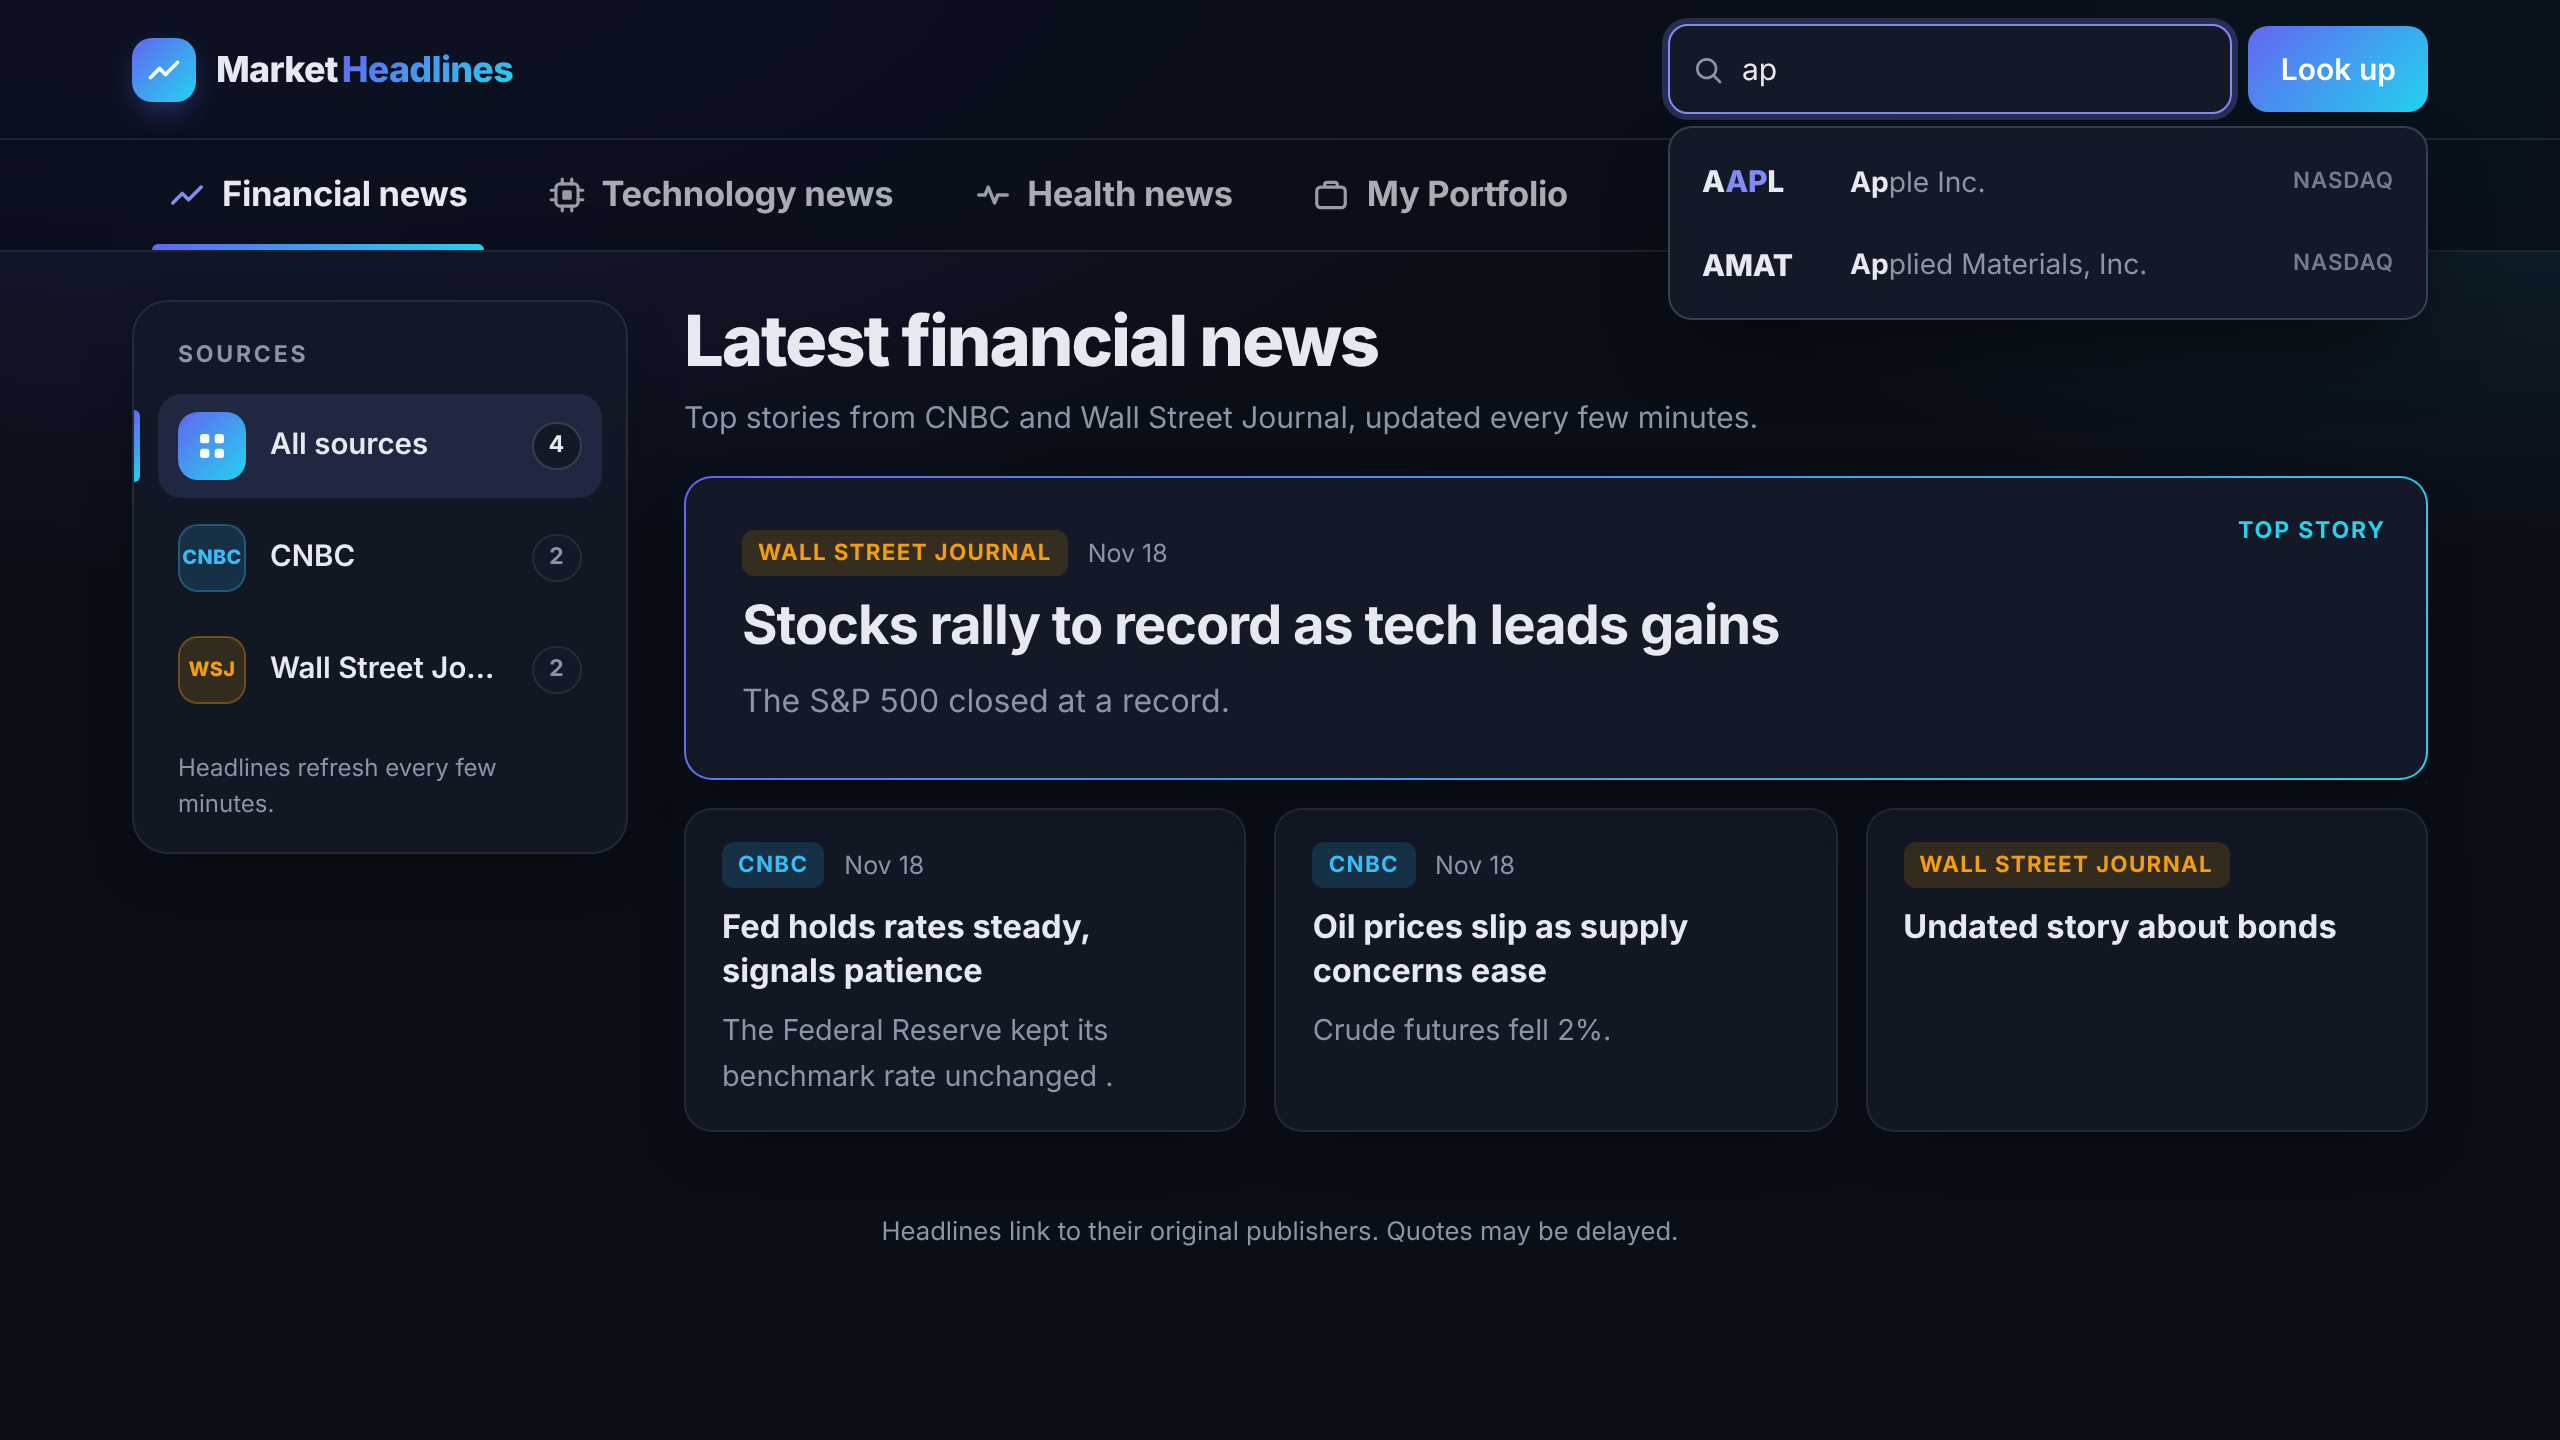 Market Headlines
ap
Look up
AAPL Apple Inc. NASDAQ
AMAT Applied Materials, Inc. NASDAQ
Financial news
Technology news
Health news
My Portfolio
SOURCES
All sources 4
CNBC CNBC 2
WSJ Wall Street Jo... 2
Headlines refresh every few
minutes.
Latest financial news
Top stories from CNBC and Wall Street Journal, updated every few minutes.
TOP STORY
WALL STREET JOURNAL Nov 18
Stocks rally to record as tech leads gains
The S&P 500 closed at a record.
CNBC Nov 18
Fed holds rates steady,
signals patience
The Federal Reserve kept its
benchmark rate unchanged .
CNBC Nov 18
Oil prices slip as supply
concerns ease
Crude futures fell 2%.
WALL STREET JOURNAL
Undated story about bonds
Headlines link to their original publishers. Quotes may be delayed.